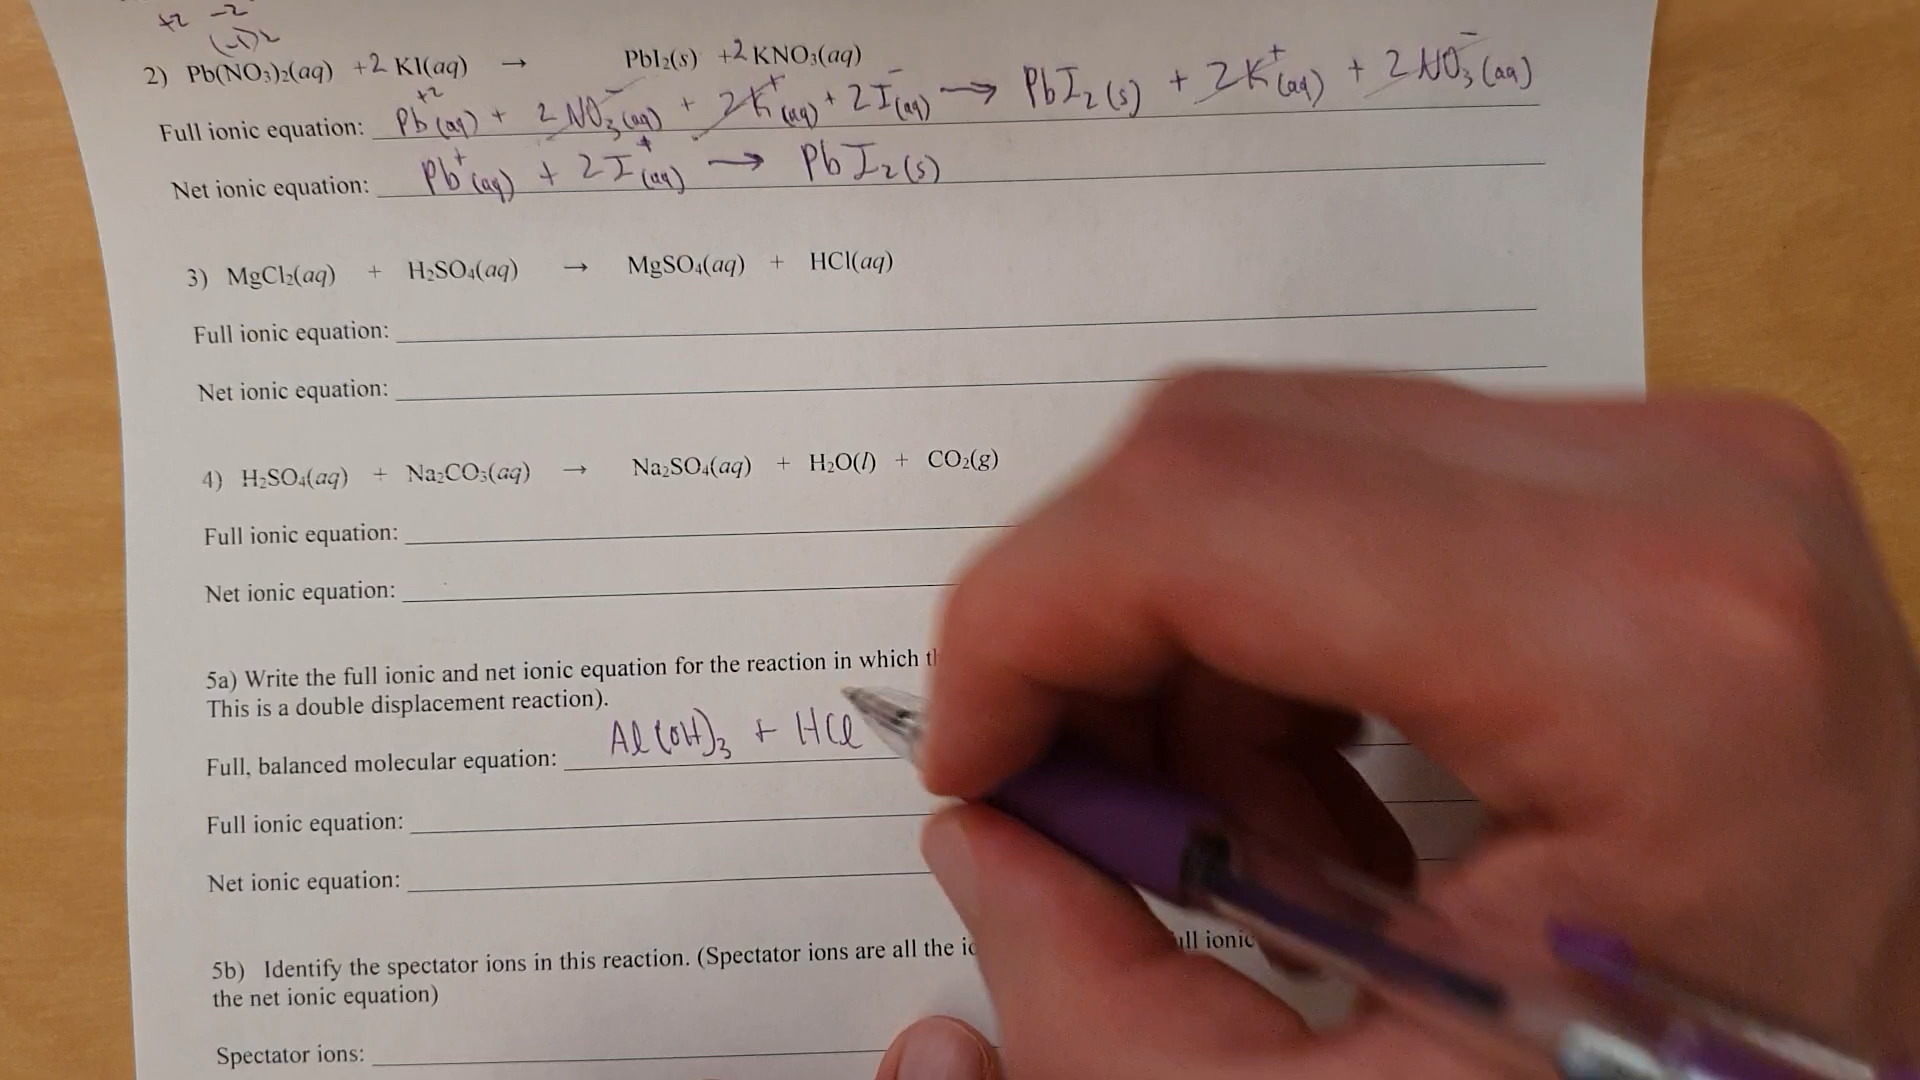 +2 -2
(-1)2
2) Pb(NO₃)₂(aq) +2 KI(aq) → PbI₂(s) +2 KNO₃(aq)
Full ionic equation: Pb⁺²(aq) + 2NO₃⁻(aq) + 2K⁺(aq) + 2I⁻(aq) → PbI₂(s) + 2K⁺(aq) + 2NO₃⁻(aq)
Net ionic equation: Pb⁺(aq) + 2I⁺(aq) → PbI₂(s)
3) MgCl₂(aq) + H₂SO₄(aq) → MgSO₄(aq) + HCl(aq)
Full ionic equation:
Net ionic equation:
4) H₂SO₄(aq) + Na₂CO₃(aq) → Na₂SO₄(aq) + H₂O(l) + CO₂(g)
Full ionic equation:
Net ionic equation:
5a) Write the full ionic and net ionic equation for the reaction in which
This is a double displacement reaction).
Full, balanced molecular equation: Al(OH)₃ + HCl
Full ionic equation:
Net ionic equation:
5b) Identify the spectator ions in this reaction. (Spectator ions are all the ionic
the net ionic equation)
Spectator ions: